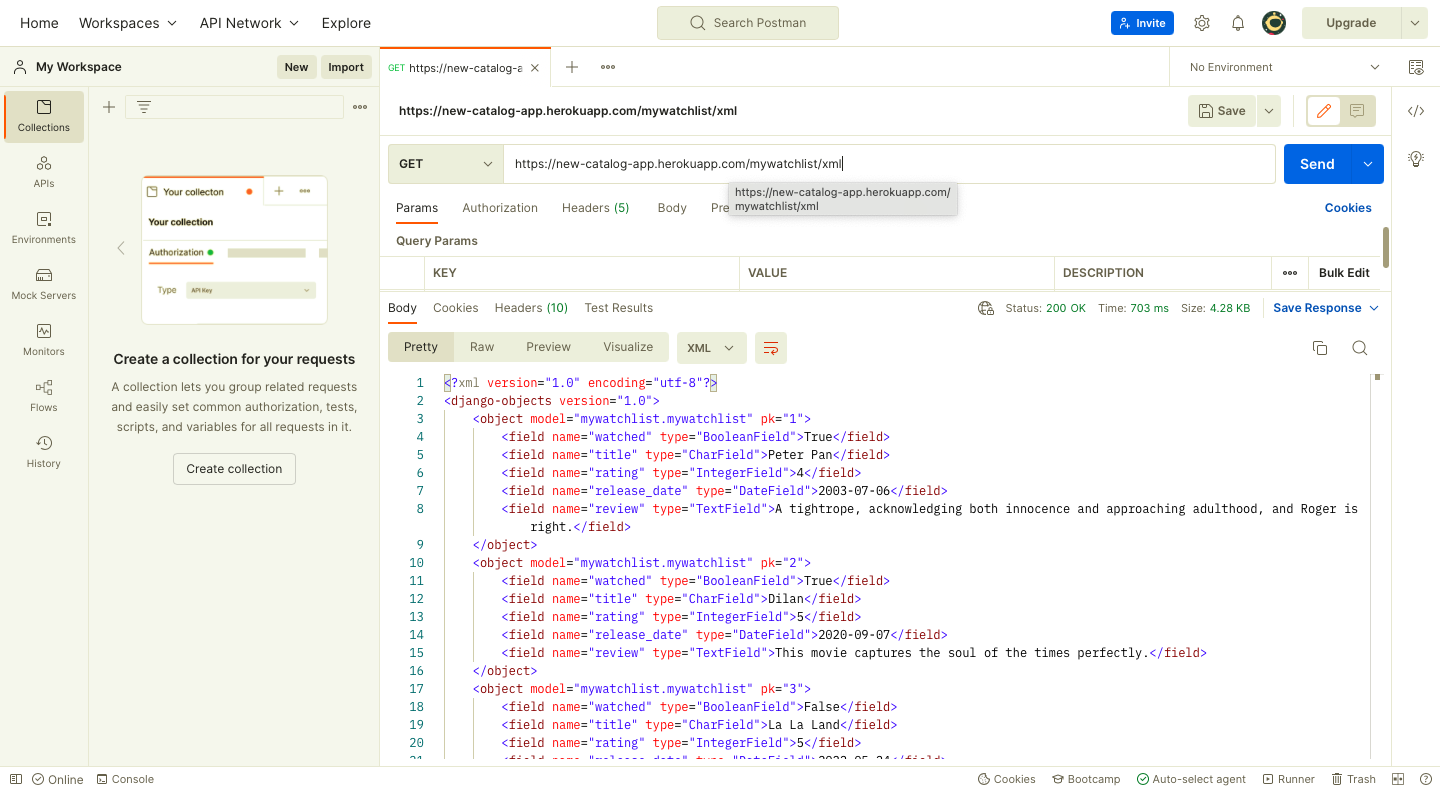 Home Workspaces API Network Explore Search Postman Invite Upgrade
My Workspace New Import GET https://new-catalog-a No Environment
https://new-catalog-app.herokuapp.com/mywatchlist/xml Save
Collections
APIs
Environments
Mock Servers
Monitors
Flows
History
Your collecton
Your collection
Authorization
Type API Key
Create a collection for your requests
A collection lets you group related requests
and easily set common authorization, tests,
scripts, and variables for all requests in it.
Create collection
GET https://new-catalog-app.herokuapp.com/mywatchlist/xml Send
https://new-catalog-app.herokuapp.com/
mywatchlist/xml
Params Authorization Headers (5) Body Pre Cookies
Query Params
KEY VALUE DESCRIPTION Bulk Edit
Body Cookies Headers (10) Test Results Status: 200 OK Time: 703 ms Size: 4.28 KB Save Response
Pretty Raw Preview Visualize XML
1 <?xml version="1.0" encoding="utf-8"?>
2 <django-objects version="1.0">
3 <object model="mywatchlist.mywatchlist" pk="1">
4 <field name="watched" type="BooleanField">True</field>
5 <field name="title" type="CharField">Peter Pan</field>
6 <field name="rating" type="IntegerField">4</field>
7 <field name="release_date" type="DateField">2003-07-06</field>
8 <field name="review" type="TextField">A tightrope, acknowledging both innocence and approaching adulthood, and Roger is
right.</field>
9 </object>
10 <object model="mywatchlist.mywatchlist" pk="2">
11 <field name="watched" type="BooleanField">True</field>
12 <field name="title" type="CharField">Dilan</field>
13 <field name="rating" type="IntegerField">5</field>
14 <field name="release_date" type="DateField">2020-09-07</field>
15 <field name="review" type="TextField">This movie captures the soul of the times perfectly.</field>
16 </object>
17 <object model="mywatchlist.mywatchlist" pk="3">
18 <field name="watched" type="BooleanField">False</field>
19 <field name="title" type="CharField">La La Land</field>
20 <field name="rating" type="IntegerField">5</field>
21 <field name="release_date" type="DateField">2022-05-24</field>
Online Console Cookies Bootcamp Auto-select agent Runner Trash